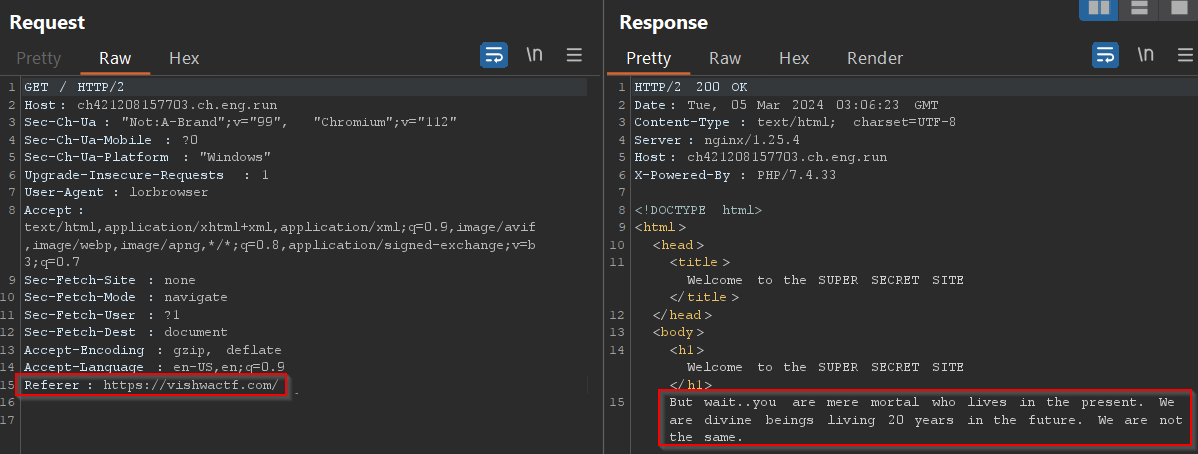 Request
Response
Pretty Raw Hex
\n
Pretty Raw Hex Render
\n
1 GET / HTTP/2
2 Host: ch421208157703.ch.eng.run
3 Sec-Ch-Ua: "Not:A-Brand";v="99", "Chromium";v="112"
4 Sec-Ch-Ua-Mobile: ?0
5 Sec-Ch-Ua-Platform: "Windows"
6 Upgrade-Insecure-Requests: 1
7 User-Agent: lorbrowser
8 Accept:
text/html,application/xhtml+xml,application/xml;q=0.9,image/avif
,image/webp,image/apng,*/*;q=0.8,application/signed-exchange;v=b
3;q=0.7
9 Sec-Fetch-Site: none
10 Sec-Fetch-Mode: navigate
11 Sec-Fetch-User: ?1
12 Sec-Fetch-Dest: document
13 Accept-Encoding: gzip, deflate
14 Accept-Language: en-US,en;q=0.9
15 Referer: https://vishwactf.com/
16
17
1 HTTP/2 200 OK
2 Date: Tue, 05 Mar 2024 03:06:23 GMT
3 Content-Type: text/html; charset=UTF-8
4 Server: nginx/1.25.4
5 Host: ch421208157703.ch.eng.run
6 X-Powered-By: PHP/7.4.33
7
8 <!DOCTYPE html>
9 <html>
10 <head>
11 <title>
Welcome to the SUPER SECRET SITE
</title>
12 </head>
13 <body>
14 <h1>
Welcome to the SUPER SECRET SITE
</h1>
15 But wait..you are mere mortal who lives in the present. We
are divine beings living 20 years in the future. We are not
the same.